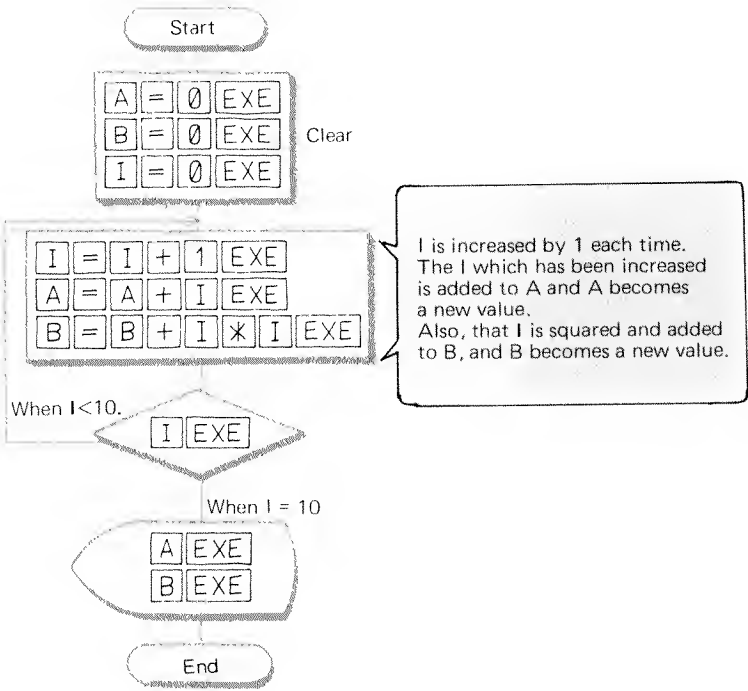 Start
A = 0 EXE
B = 0 EXE
I = 0 EXE
Clear
I = I + 1 EXE
A = A + I EXE
B = B + I * I EXE
I is increased by 1 each time.
The I which has been increased
is added to A and A becomes
a new value.
Also, that I is squared and added
to B, and B becomes a new value.
When I<10.
I EXE
When I = 10
A EXE
B EXE
End